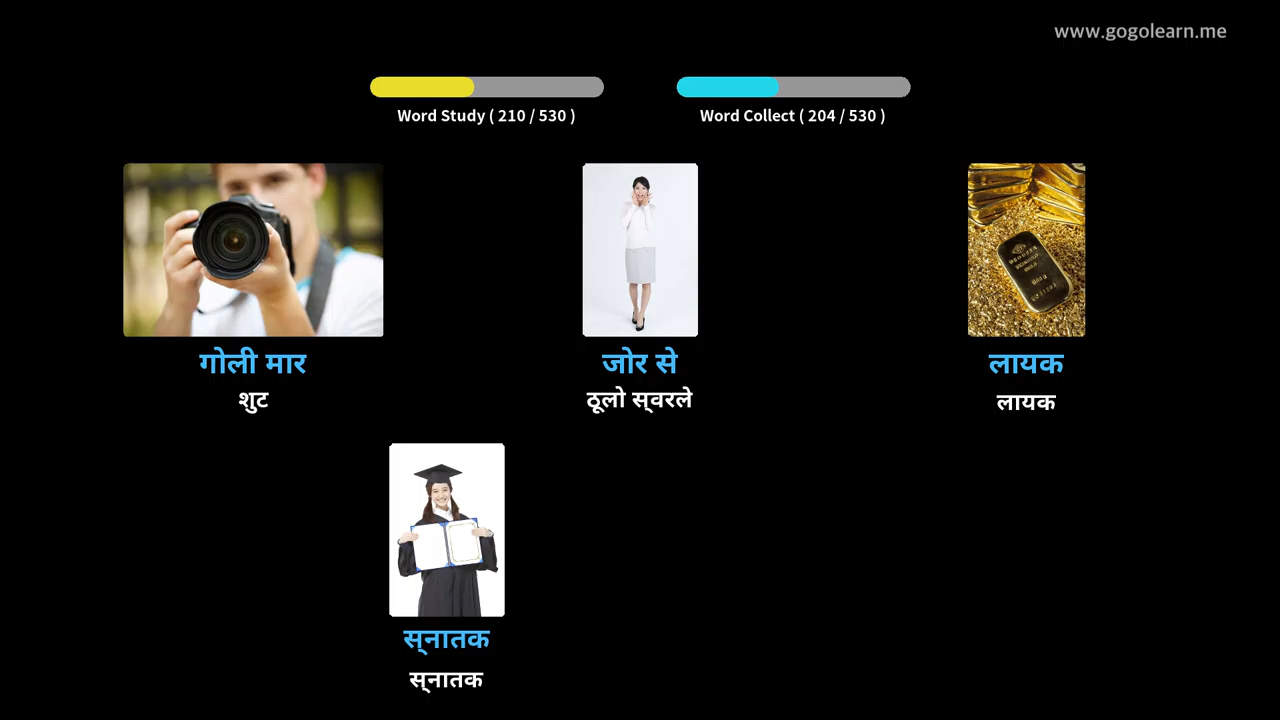 www.gogolearn.me
Word Study ( 210 / 530 )
Word Collect ( 204 / 530 )
गोली मार
जोर से
लायक
शुट
ठूलो स्वरले
लायक
स्नातक
स्नातक